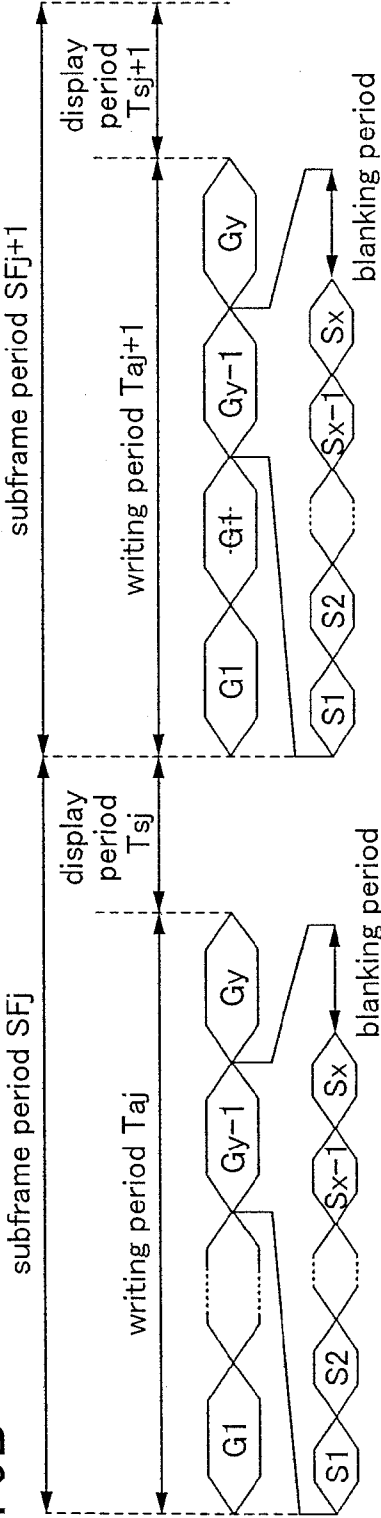 subframe period SFj
subframe period SFj+1
writing period Taj
display
period
Tsj
writing period Taj+1
display
period
Tsj+1
G1
Gy-1
Gy
G1
Gy-1
Gy
S1
S2
Sx-1
Sx
blanking period
S1
S2
Sx-1
Sx
blanking period